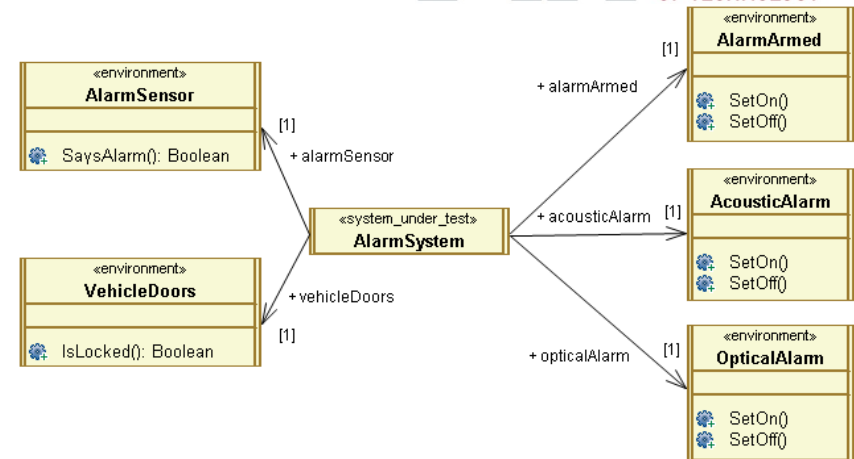 «environment»
AlarmSensor
SaysAlarm(): Boolean
[1]
+ alarmSensor
«environment»
VehicleDoors
IsLocked(): Boolean
+ vehicleDoors
[1]
«system_under_test»
AlarmSystem
+ alarmArmed
[1]
«environment»
AlarmArmed
SetOn()
SetOff()
+ acousticAlarm
[1]
«environment»
AcousticAlarm
SetOn()
SetOff()
+ opticalAlarm
[1]
«environment»
OpticalAlarm
SetOn()
SetOff()